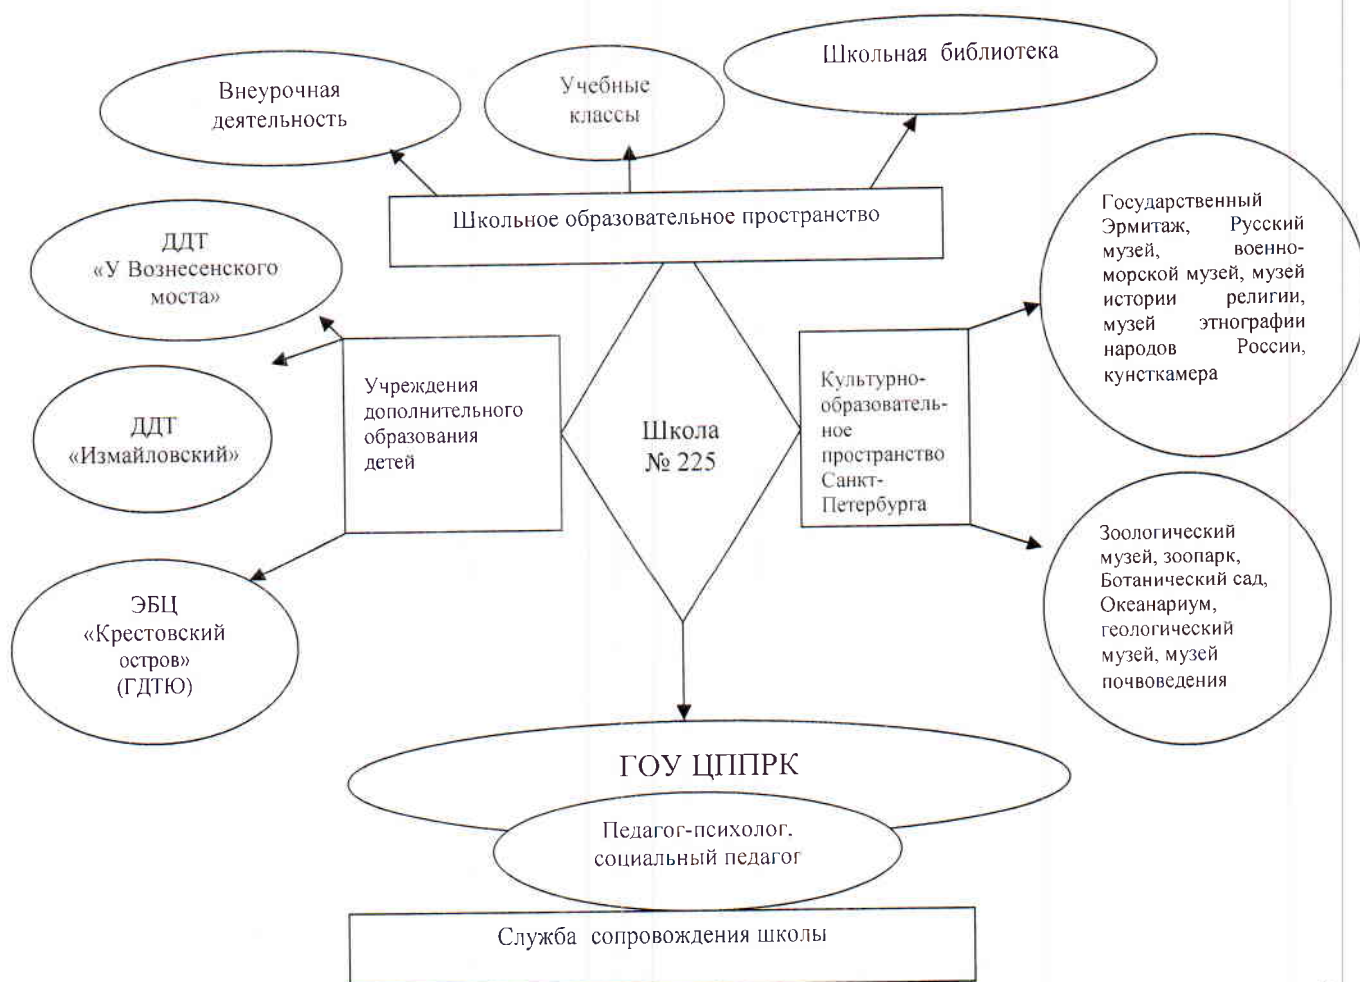 Школьная библиотека
Учебные
классы
Внеурочная
деятельность
Школьное образовательное пространство
ДДТ
«У Вознесенского
моста»
ДДТ
«Измайловский»
ЭБЦ
«Крестовский
остров»
(ГДТЮ)
Учреждения
дополнительного
образования
детей
Школа
№ 225
Культурно-
образователь-
ное
пространство
Санкт-
Петербурга
Государственный
Эрмитаж, Русский
музей, военно-
морской музей, музей
истории религии,
музей этнографии
народов России,
кунсткамера
Зоологический
музей, зоопарк,
Ботанический сад,
Океанариум,
геологический
музей, музей
почвоведения
ГОУ ЦППРК
Педагог-психолог.
социальный педагог
Служба сопровождения школы